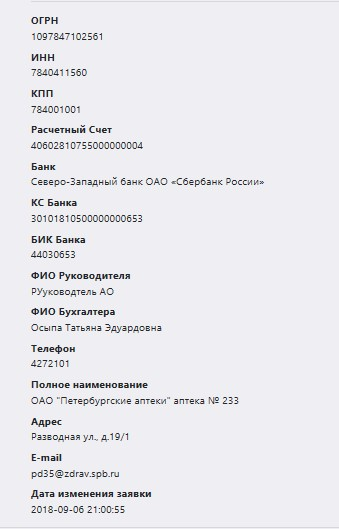 ОГРН
1097847102561
ИНН
7840411560
КПП
784001001
Расчетный Счет
40602810755000000004
Банк
Северо-Западный банк ОАО «Сбербанк России»
КС Банка
30101810500000000653
БИК Банка
44030653
ФИО Руководителя
РУуководтель АО
ФИО Бухгалтера
Осыпа Татьяна Эдуардовна
Телефон
4272101
Полное наименование
ОАО "Петербургские аптеки" аптека № 233
Адрес
Разводная ул., д.19/1
E-mail
pd35@zdrav.spb.ru
Дата изменения заявки
2018-09-06 21:00:55